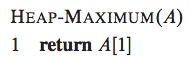 HEAP-MAXIMUM(A)
1 return A[1]